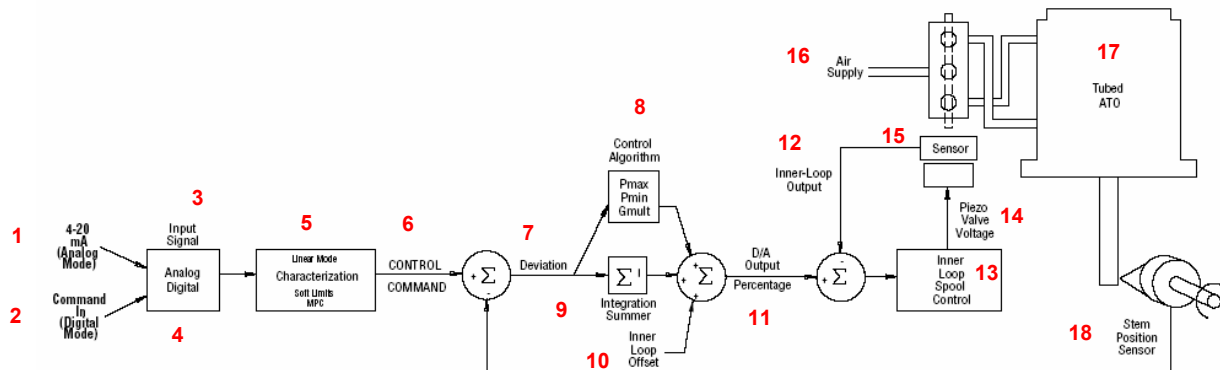 1
4-20
mA
(Analog
Mode)
2
Command
In
(Digital
Mode)
3
Input
Signal
Analog
Digital
4
5
Linear Mode
Characterization
Soft Limits
MPC
6
CONTROL
COMMAND
+
Σ
-
7
Deviation
8
Control
Algorithm
Pmax
Pmin
Gmult
9
Σ+I
Integration
Summer
10
Inner
Loop
Offset
+
+
Σ
+
D/A
Output
Percentage
11
12
Inner-Loop
Output
-
+
Σ
Inner
Loop
Spool
Control
13
14
Piezo
Valve
Voltage
15
Sensor
16
Air
Supply
17
Tubed
ATO
18
Stem
Position
Sensor